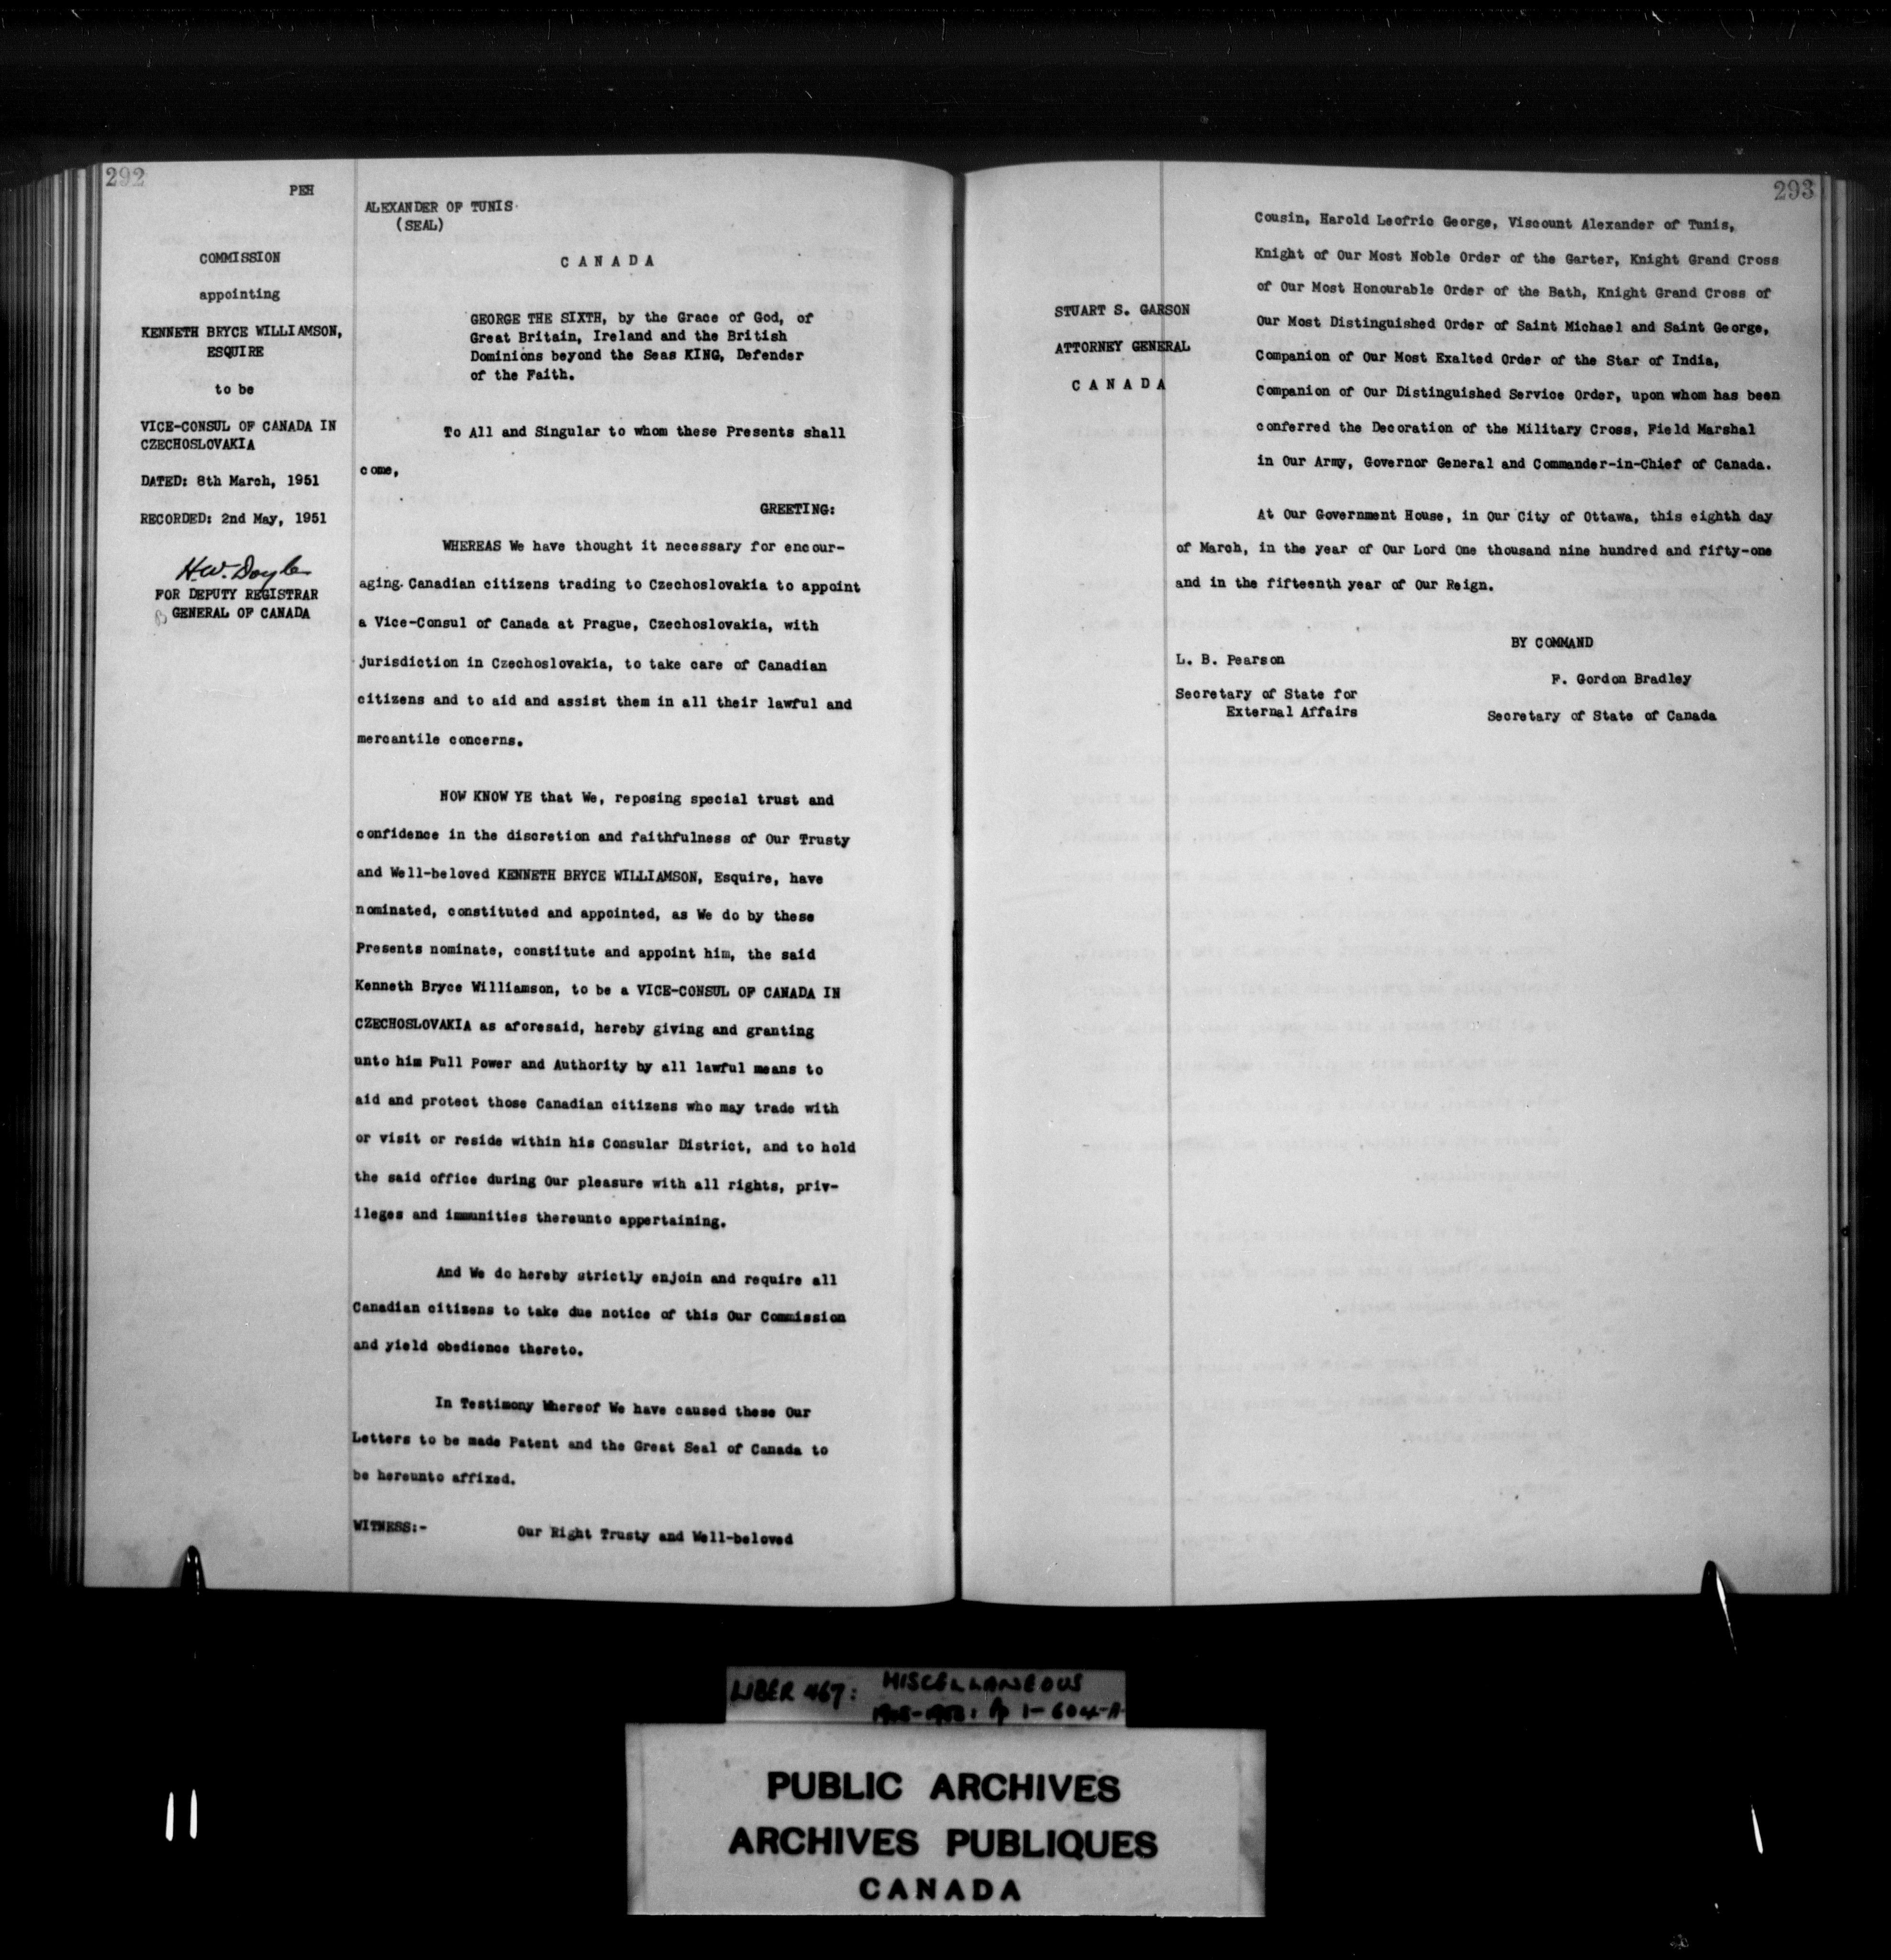 292
PEH
COMMISSION
appointing
KENNETH BRYCE WILLIAMSON,
ESQUIRE
to be
VICE-CONSUL OF CANADA IN
CZECHOSLOVAKIA
DATED: 8th March, 1951
RECORDED: 2nd May, 1951
H.W. Doyle
FOR DEPUTY REGISTRAR
GENERAL OF CANADA
ALEXANDER OF TUNIS
(SEAL)
C A N A D A
GEORGE THE SIXTH, by the Grace of God, of
Great Britain, Ireland and the British
Dominions beyond the Seas KING, Defender
of the Faith.
To All and Singular to whom these Presents shall
come,
GREETING:
WHEREAS We have thought it necessary for encour-
aging Canadian citizens trading to Czechoslovakia to appoint
a Vice-Consul of Canada at Prague, Czechoslovakia, with
jurisdiction in Czechoslovakia, to take care of Canadian
citizens and to aid and assist them in all their lawful and
mercantile concerns.
NOW KNOW YE that We, reposing special trust and
confidence in the discretion and faithfulness of Our Trusty
and Well-beloved KENNETH BRYCE WILLIAMSON, Esquire, have
nominated, constituted and appointed, as We do by these
Presents nominate, constitute and appoint him, the said
Kenneth Bryce Williamson, to be a VICE-CONSUL OF CANADA IN
CZECHOSLOVAKIA as aforesaid, hereby giving and granting
unto him Full Power and Authority by all lawful means to
aid and protect those Canadian citizens who may trade with
or visit or reside within his Consular District, and to hold
the said office during Our pleasure with all rights, priv-
ileges and immunities thereunto appertaining.
And We do hereby strictly enjoin and require all
Canadian citizens to take due notice of this Our Commission
and yield obedience thereto.
In Testimony Whereof We have caused these Our
Letters to be made Patent and the Great Seal of Canada to
be hereunto affixed.
WITNESS:- Our Right Trusty and Well-beloved
293
STUART S. GARSON
ATTORNEY GENERAL
C A N A D A
Cousin, Harold Leofric George, Viscount Alexander of Tunis,
Knight of Our Most Noble Order of the Garter, Knight Grand Cross
of Our Most Honourable Order of the Bath, Knight Grand Cross of
Our Most Distinguished Order of Saint Michael and Saint George,
Companion of Our Most Exalted Order of the Star of India,
Companion of Our Distinguished Service Order, upon whom has been
conferred the Decoration of the Military Cross, Field Marshal
in Our Army, Governor General and Commander-in-Chief of Canada.
At Our Government House, in Our City of Ottawa, this eighth day
of March, in the year of Our Lord One thousand nine hundred and fifty-one
and in the fifteenth year of Our Reign.
BY COMMAND
L. B. Pearson
F. Gordon Bradley
Secretary of State for
External Affairs
Secretary of State of Canada
LIBER 467: MISCELLANEOUS
pp 1-604-A
PUBLIC ARCHIVES
ARCHIVES PUBLIQUES
CANADA